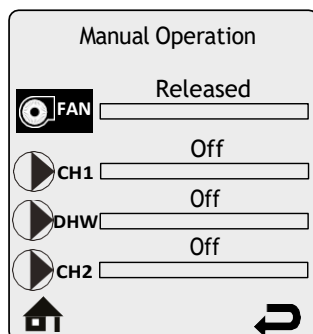 Manual Operation
Released
FAN
Off
CH1
Off
DHW
Off
CH2